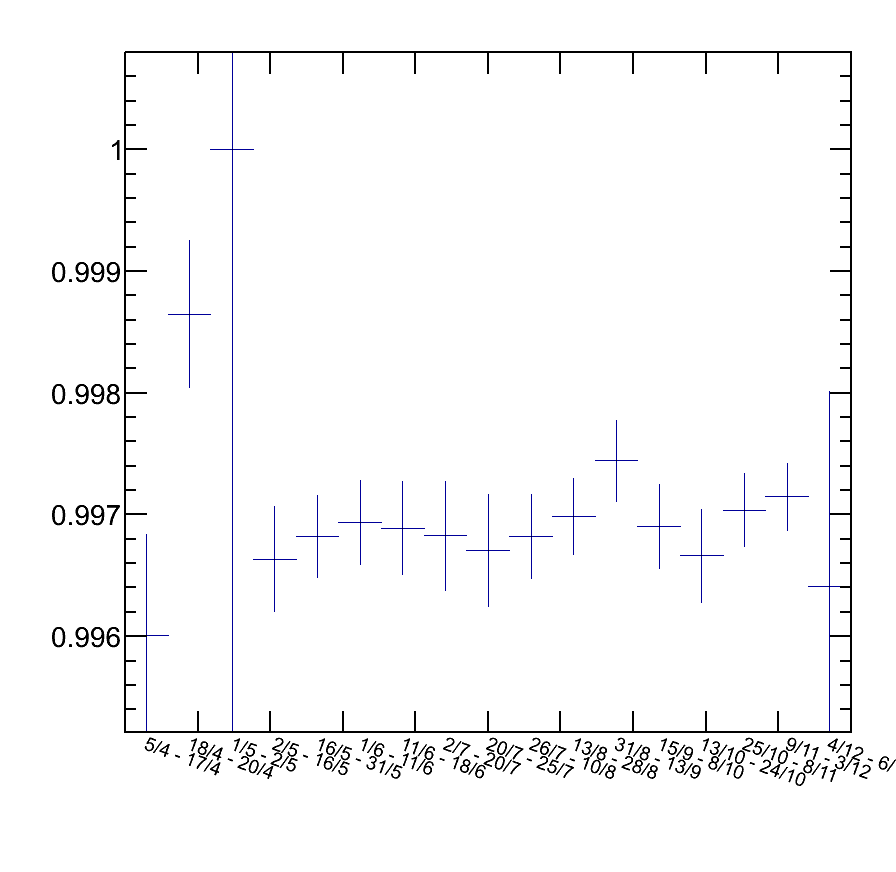 1
0.999
0.998
0.997
0.996
5/4 - 17/4
18/4 - 20/4
1/5 - 2/5
2/5 - 16/5
16/5 - 31/5
1/6 - 11/6
11/6 - 18/6
2/7 - 20/7
20/7 - 25/7
26/7 - 10/8
13/8 - 28/8
31/8 - 13/9
15/9 - 8/10
13/10 - 24/10
25/10 - 8/11
9/11 - 3/12
4/12 - 6/